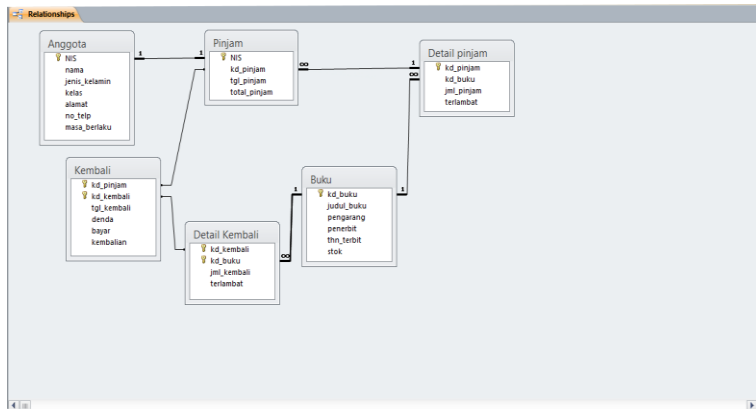 Relationships
Anggota
NIS
nama
jenis_kelamin
kelas
alamat
no_telp
masa_berlaku
1
1
Pinjam
NIS
kd_pinjam
tgl_pinjam
total_pinjam
∞
1
∞
Detail pinjam
kd_pinjam
kd_buku
jml_pinjam
terlambat
Kembali
kd_pinjam
kd_kembali
tgl_kembali
denda
bayar
kembalian
Detail Kembali
kd_kembali
kd_buku
jml_kembali
terlambat
∞
1
Buku
kd_buku
judul_buku
pengarang
penerbit
thn_terbit
stok
1